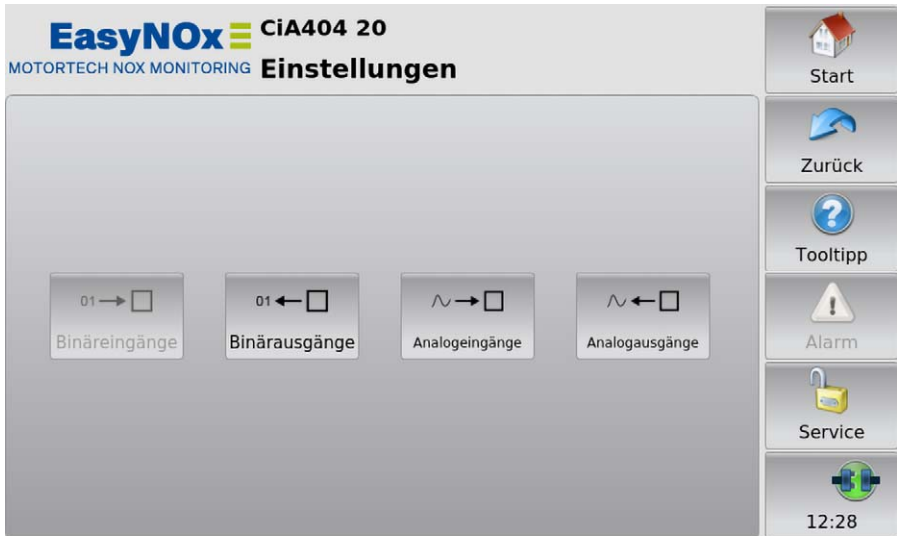 EasyNOx
MOTORTECH NOX MONITORING
CiA404 20
Einstellungen
01
Binäreingänge
01
Binärausgänge
Analogeingänge
Analogausgänge
Start
Zurück
?
Tooltipp
!
Alarm
Service
12:28